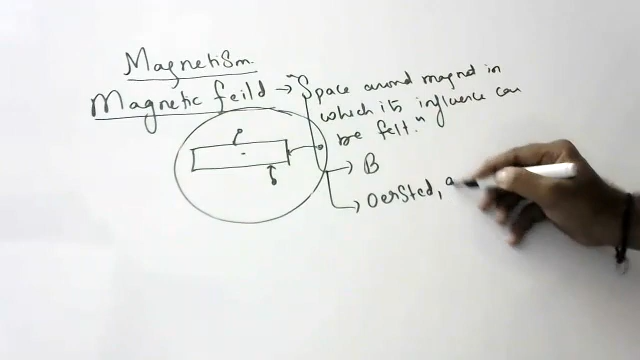 Magnetism
Magnetic feild → "Space around magnet in
which its influence can
be felt."
→ B
→ Oersted, a